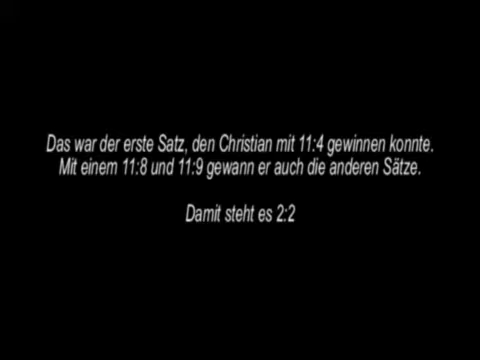 Das war der erste Satz, den Christian mit 11:4 gewinnen konnte.
Mit einem 11:8 und 11:9 gewann er auch die anderen Sätze.
Damit steht es 2:2